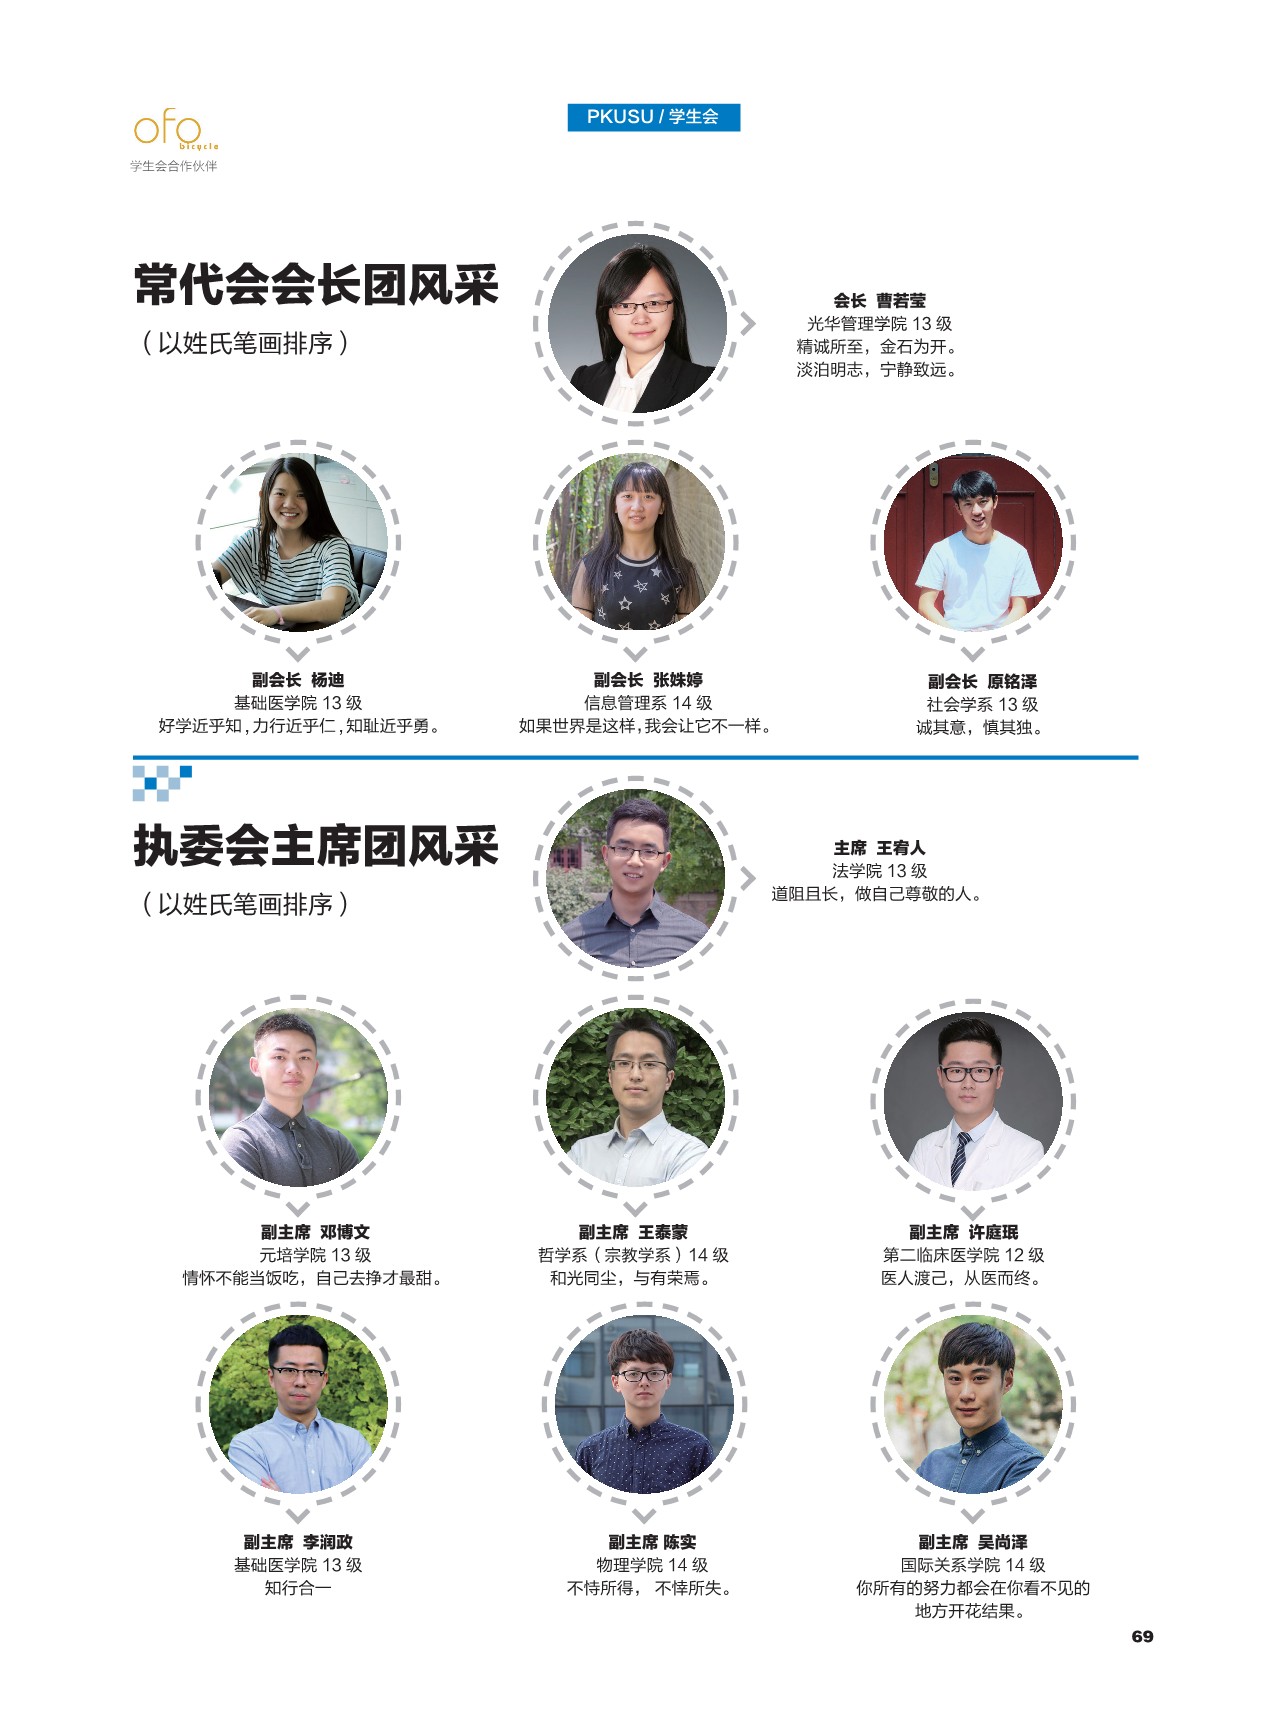 ofo
bicycle
学生会合作伙伴
PKUSU / 学生会
常代会会长团风采
（以姓氏笔画排序）
会长 曹若莹
光华管理学院 13 级
精诚所至，金石为开。
淡泊明志，宁静致远。
副会长 杨迪
基础医学院 13 级
好学近乎知，力行近乎仁，知耻近乎勇。
副会长 张姝婷
信息管理系 14 级
如果世界是这样，我会让它不一样。
副会长 原铭泽
社会学系 13 级
诚其意，慎其独。
执委会主席团风采
（以姓氏笔画排序）
主席 王宥人
法学院 13 级
道阻且长，做自己尊敬的人。
副主席 邓博文
元培学院 13 级
情怀不能当饭吃，自己去挣才最甜。
副主席 王泰蒙
哲学系（宗教学系）14 级
和光同尘，与有荣焉。
副主席 许庭珉
第二临床医学院 12 级
医人渡己，从医而终。
副主席 李润政
基础医学院 13 级
知行合一
副主席 陈实
物理学院 14 级
不恃所得， 不悻所失。
副主席 吴尚泽
国际关系学院 14 级
你所有的努力都会在你看不见的
地方开花结果。
69